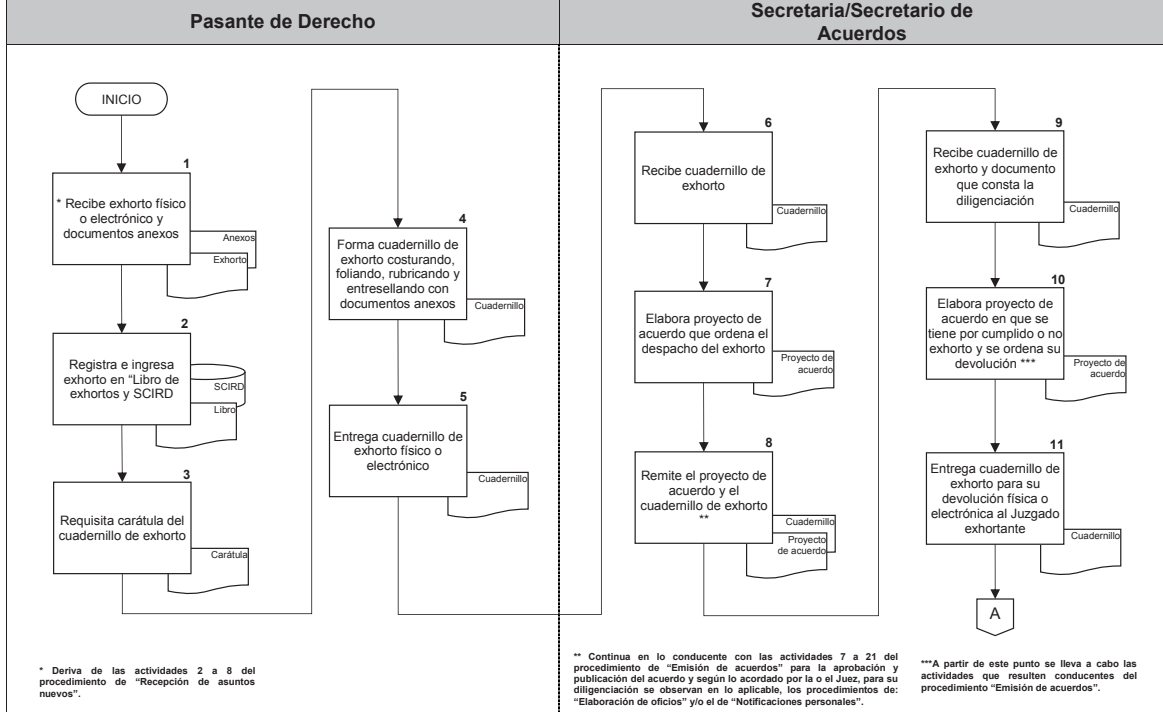 Pasante de Derecho
Secretaria/Secretario de
Acuerdos
INICIO
1
* Recibe exhorto físico
o electrónico y
documentos anexos
Anexos
Exhorto
2
Registra e ingresa
exhorto en “Libro de
exhortos y SCIRD
SCIRD
Libro
3
Requisita carátula del
cuadernillo de exhorto
Carátula
4
Forma cuadernillo de
exhorto costurando,
foliando, rubricando y
entresellando con
documentos anexos
Cuadernillo
5
Entrega cuadernillo de
exhorto físico o
electrónico
Cuadernillo
6
Recibe cuadernillo de
exhorto
Cuadernillo
7
Elabora proyecto de
acuerdo que ordena el
despacho del exhorto
Proyecto de
acuerdo
8
Remite el proyecto de
acuerdo y el
cuadernillo de exhorto
**
Cuadernillo
Proyecto
de acuerdo
9
Recibe cuadernillo de
exhorto y documento
que consta la
diligenciación
Cuadernillo
10
Elabora proyecto de
acuerdo en que se
tiene por cumplido o no
exhorto y se ordena su
devolución ***
Proyecto de
acuerdo
11
Entrega cuadernillo de
exhorto para su
devolución física o
electrónica al Juzgado
exhortante
Cuadernillo
A
* Deriva de las actividades 2 a 8 del
procedimiento de “Recepción de asuntos
nuevos”.
** Continua en lo conducente con las actividades 7 a 21 del
procedimiento de “Emisión de acuerdos” para la aprobación y
publicación del acuerdo y según lo acordado por la o el Juez, para su
diligenciación se observan en lo aplicable, los procedimientos de:
“Elaboración de oficios” y/o el de “Notificaciones personales”.
***A partir de este punto se lleva a cabo las
actividades que resulten conducentes del
procedimiento “Emisión de acuerdos”.